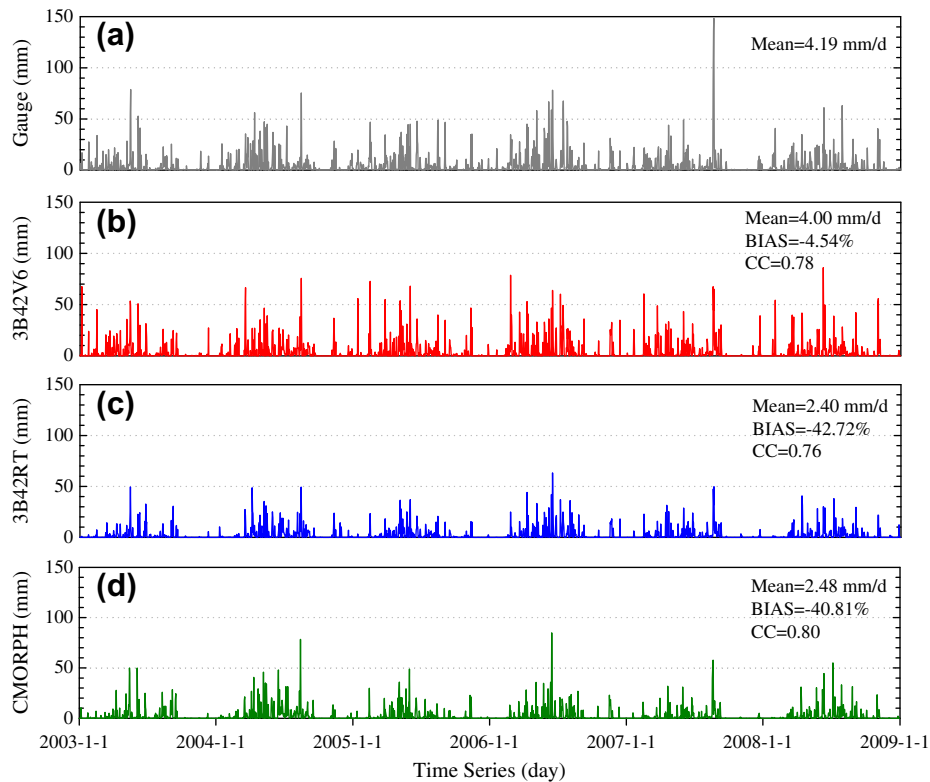 (a)
Mean=4.19 mm/d
Gauge (mm)
150
100
50
0
(b)
Mean=4.00 mm/d
BIAS=-4.54%
CC=0.78
3B42V6 (mm)
150
100
50
0
(c)
Mean=2.40 mm/d
BIAS=-42.72%
CC=0.76
3B42RT (mm)
150
100
50
0
(d)
Mean=2.48 mm/d
BIAS=-40.81%
CC=0.80
CMORPH (mm)
150
100
50
0
2003-1-1 2004-1-1 2005-1-1 2006-1-1 2007-1-1 2008-1-1 2009-1-1
Time Series (day)